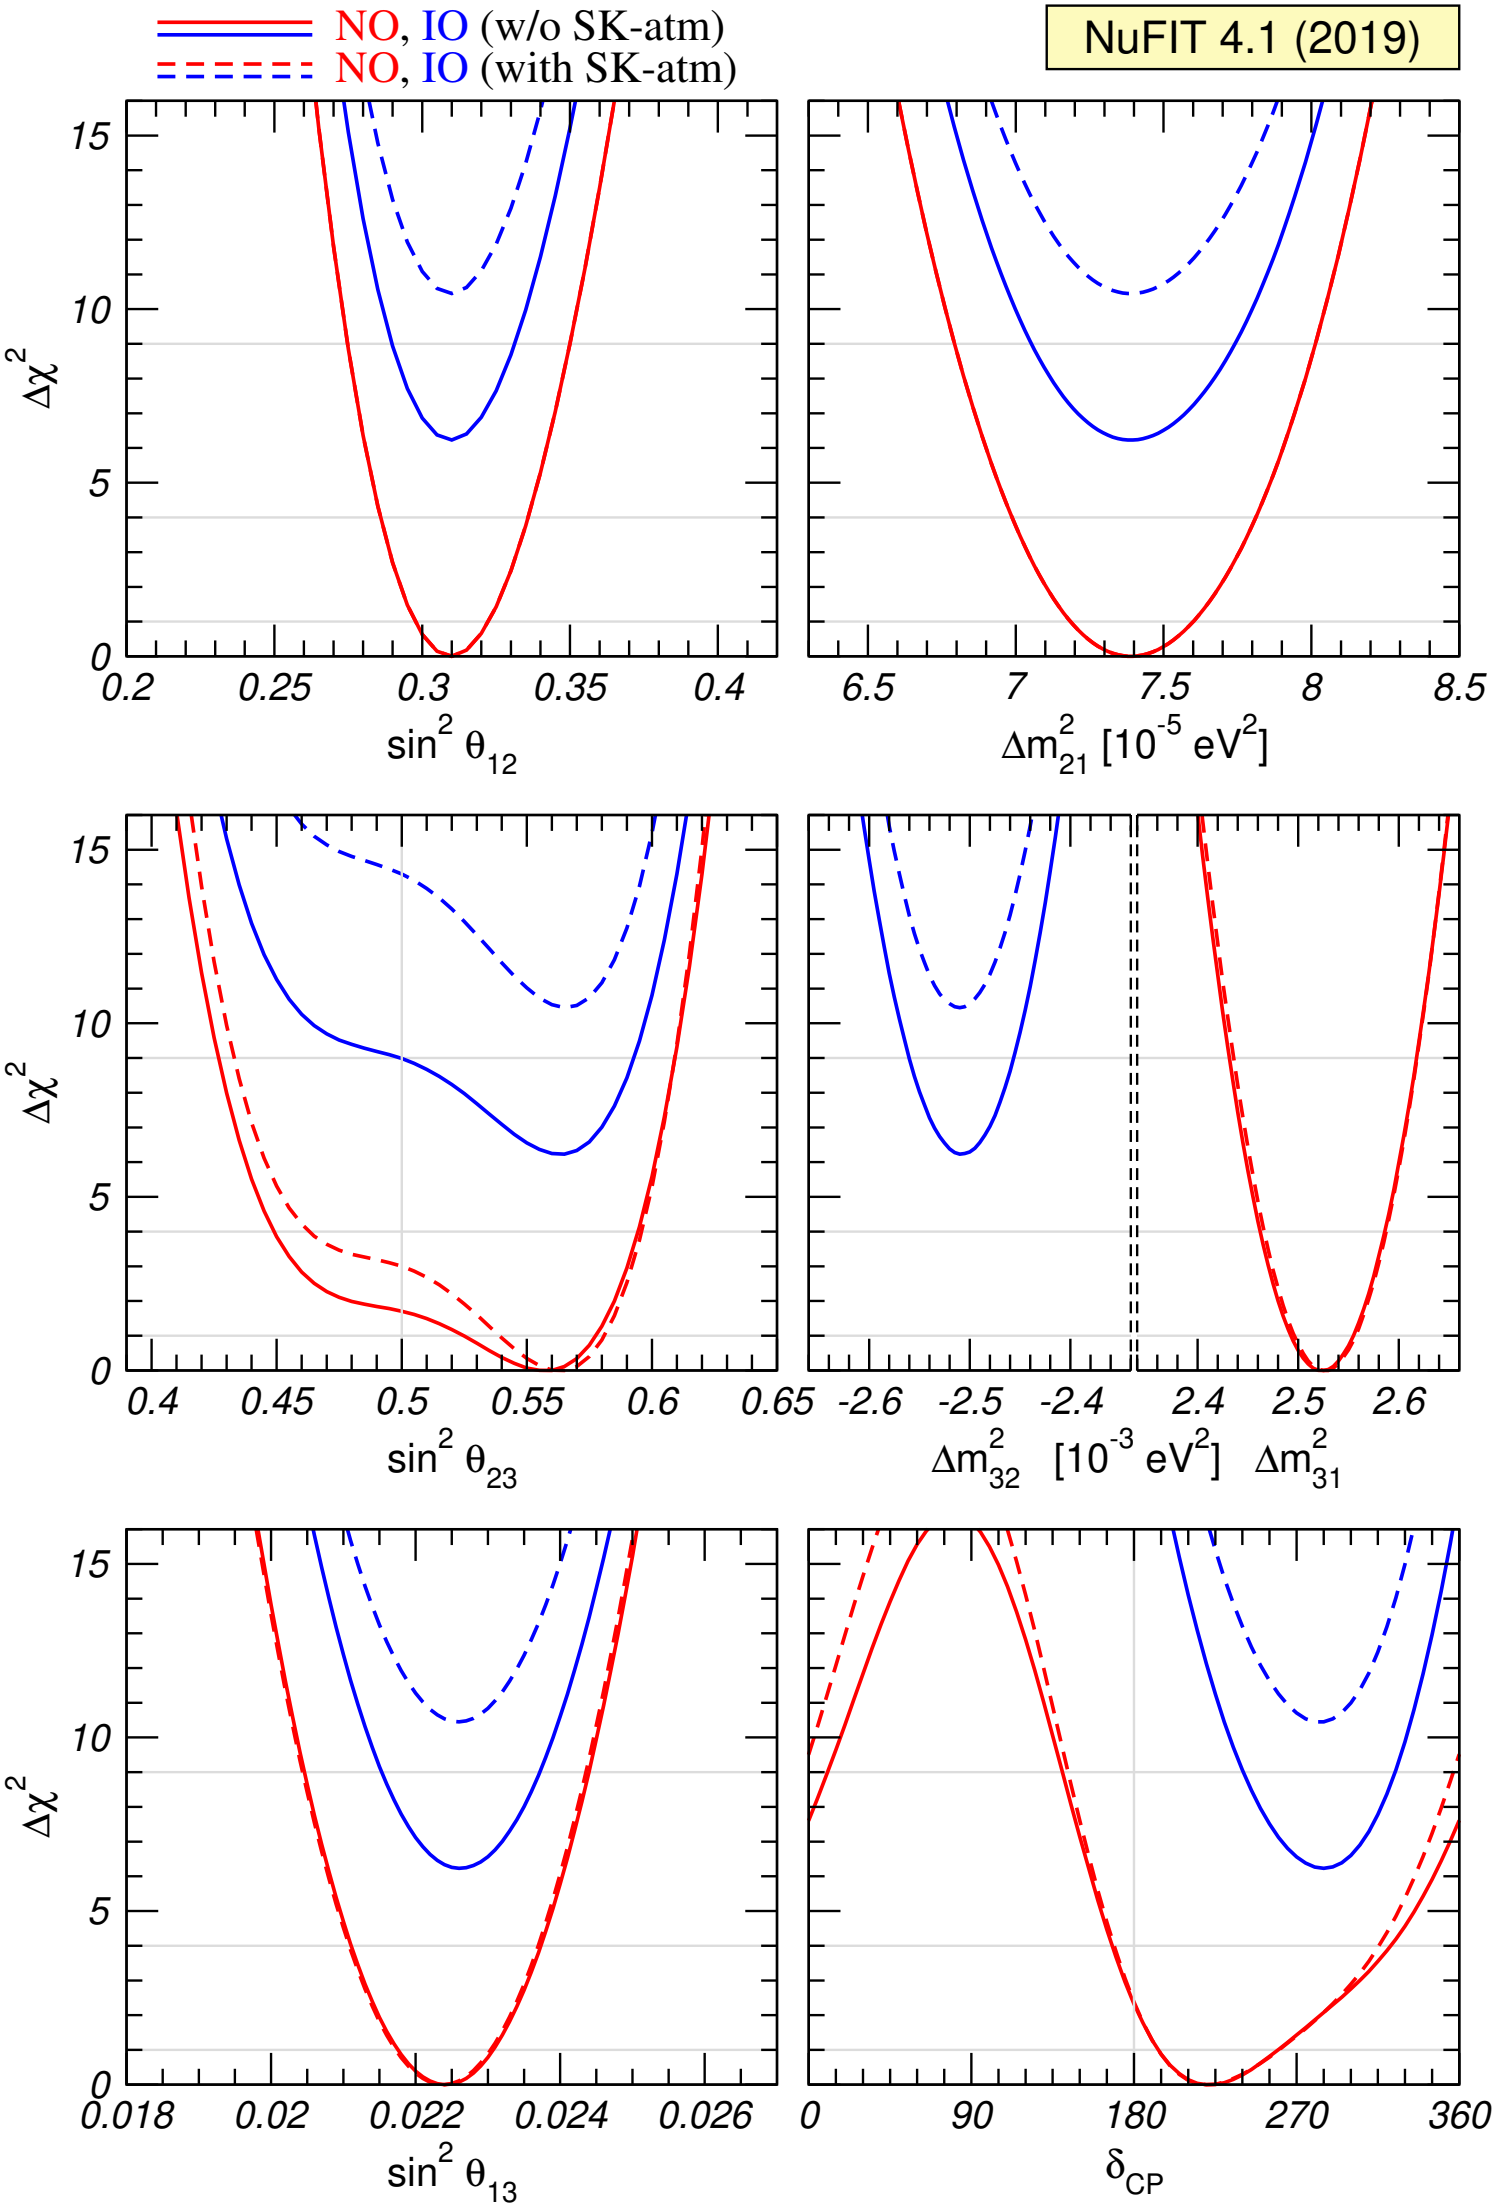 NO, IO (w/o SK-atm)
NO, IO (with SK-atm)
NuFIT 4.1 (2019)
15
10
5
0
Δχ²
0.2 0.25 0.3 0.35 0.4
sin² θ₁₂
6.5 7 7.5 8 8.5
Δm²₂₁ [10⁻⁵ eV²]
15
10
5
0
Δχ²
0.4 0.45 0.5 0.55 0.6 0.65
sin² θ₂₃
-2.6 -2.5 -2.4 2.4 2.5 2.6
Δm²₃₂ [10⁻³ eV²] Δm²₃₁
15
10
5
0
Δχ²
0.018 0.02 0.022 0.024 0.026
sin² θ₁₃
0 90 180 270 360
δ_CP